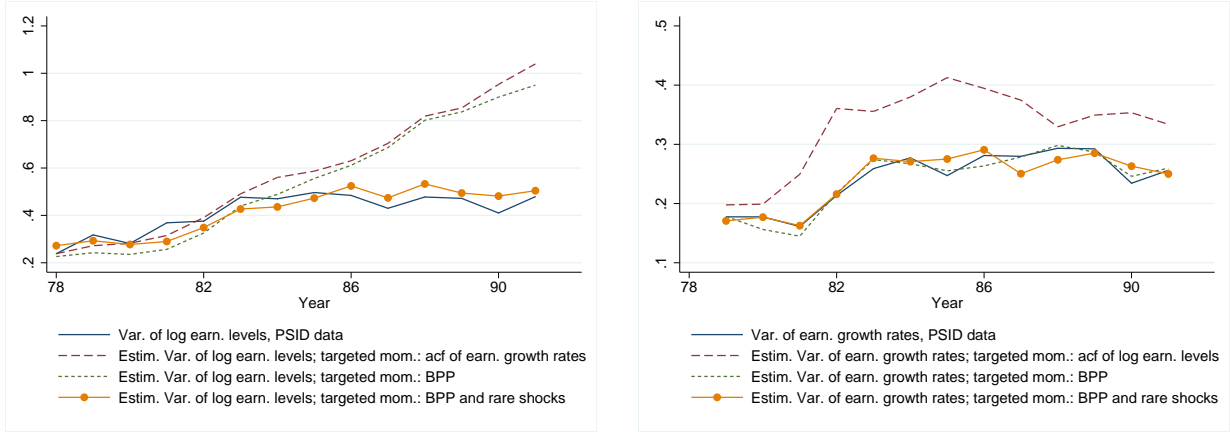 1.2
1
.8
.6
.4
.2
78
82
86
90
Year
Var. of log earn. levels, PSID data
Estim. Var. of log earn. levels; targeted mom.: acf of earn. growth rates
Estim. Var. of log earn. levels; targeted mom.: BPP
Estim. Var. of log earn. levels; targeted mom.: BPP and rare shocks
.5
.4
.3
.2
.1
78
82
86
90
Year
Var. of earn. growth rates, PSID data
Estim. Var. of earn. growth rates; targeted mom.: acf of log earn. levels
Estim. Var. of earn. growth rates; targeted mom.: BPP
Estim. Var. of earn. growth rates; targeted mom.: BPP and rare shocks